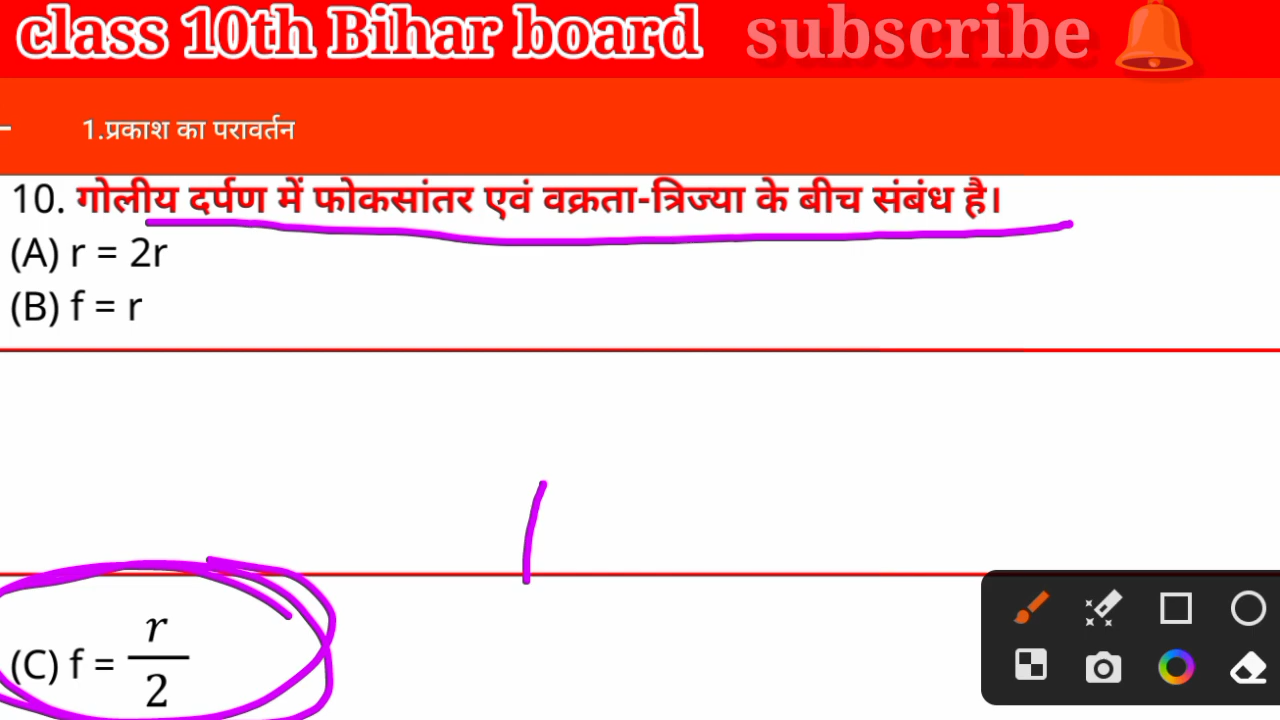 class 10th Bihar board subscribe
1.प्रकाश का परावर्तन
10. गोलीय दर्पण में फोकसांतर एवं वक्रता-त्रिज्या के बीच संबंध है।
(A) r = 2r
(B) f = r
(C) f = r/2